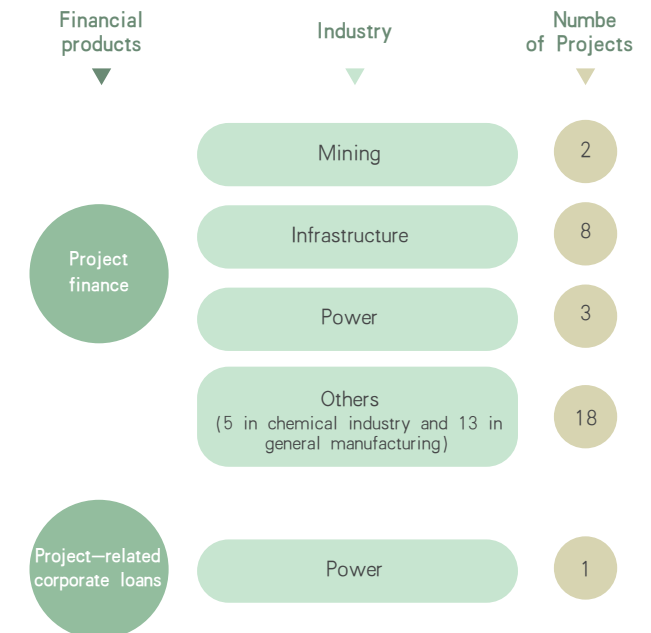 Financial
products
Industry
Numbe
of Projects
Project
finance
Mining
2
Infrastructure
8
Power
3
Others
(5 in chemical industry and 13 in
general manufacturing)
18
Project—related
corporate loans
Power
1